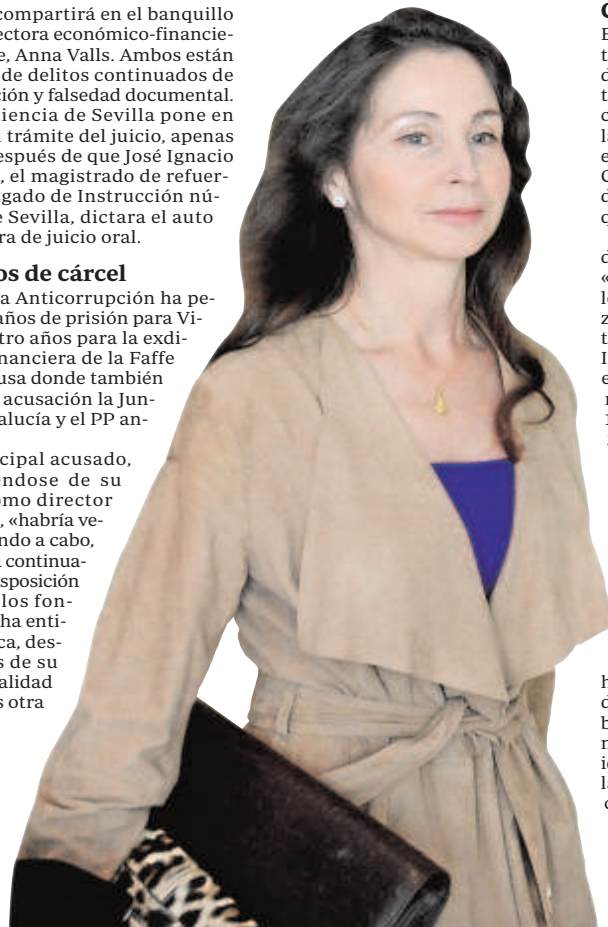 compartirá en el banquillo
ectora económico-financie-
e, Anna Valls. Ambos están
de delitos continuados de
ción y falsedad documental.
iencia de Sevilla pone en
l trámite del juicio, apenas
espués de que José Ignacio
, el magistrado de refuer-
zgado de Instrucción nú-
e Sevilla, dictara el auto
ra de juicio oral.
os de cárcel
a Anticorrupción ha pe-
años de prisión para Vi-
tro años para la exdi-
nanciera de la Faffe
usa donde también
acusación la Jun-
alucía y el PP an-
cipal acusado,
éndose de su
omo director
, «habría ve-
ndo a cabo,
a continua-
sposición
los fon-
ha enti-
ca, des-
s de su
alidad
s otra